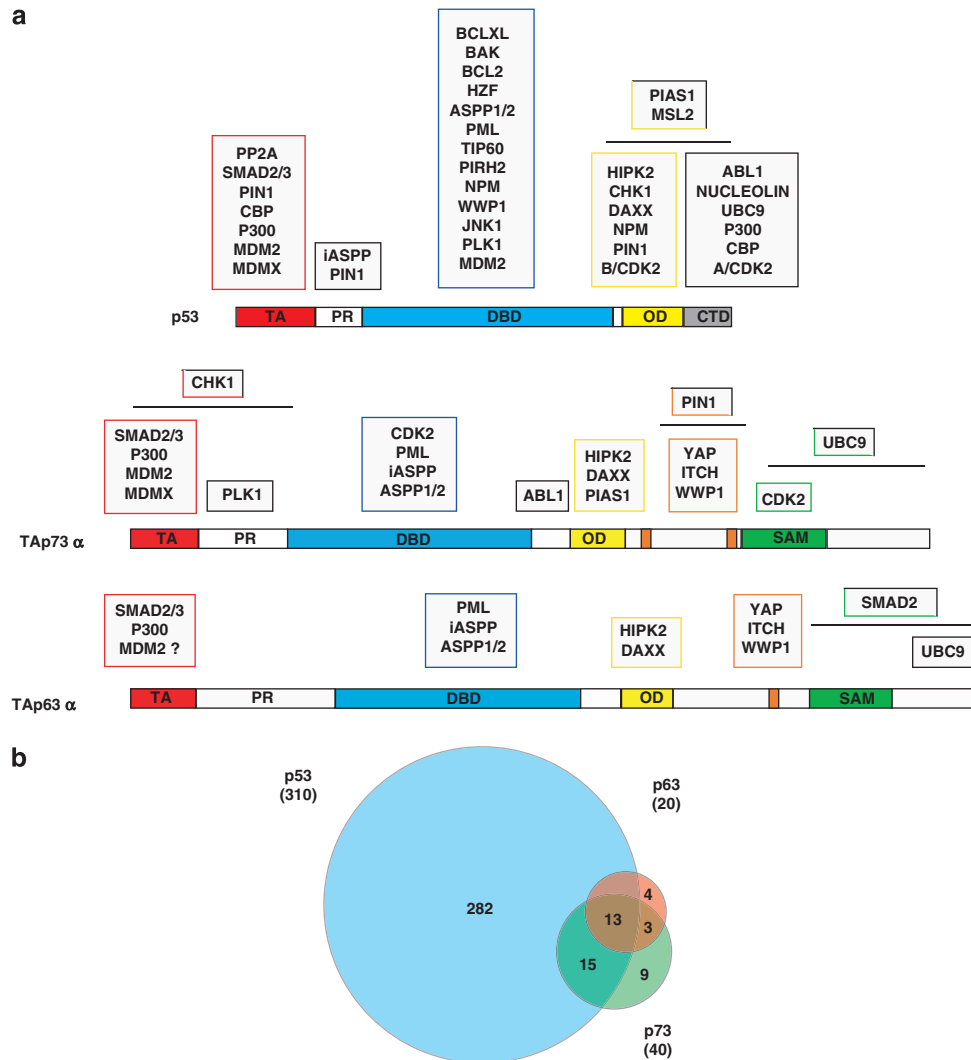 a
BCLXL
BAK
BCL2
HZF
ASPP1/2
PML
TIP60
PIRH2
NPM
WWP1
JNK1
PLK1
MDM2
PIAS1
MSL2
PP2A
SMAD2/3
PIN1
CBP
P300
MDM2
MDMX
iASPP
PIN1
HIPK2
CHK1
DAXX
NPM
PIN1
B/CDK2
ABL1
NUCLEOLIN
UBC9
P300
CBP
A/CDK2
p53 TA PR DBD OD CTD
CHK1
PIN1
UBC9
SMAD2/3
P300
MDM2
MDMX
PLK1
CDK2
PML
iASPP
ASPP1/2
ABL1
HIPK2
DAXX
PIAS1
YAP
ITCH
WWP1
CDK2
TAp73 α TA PR DBD OD SAM
SMAD2/3
P300
MDM2 ?
PML
iASPP
ASPP1/2
HIPK2
DAXX
YAP
ITCH
WWP1
SMAD2
UBC9
TAp63 α TA PR DBD OD SAM
b
p53
(310)
p63
(20)
282
4
13
3
15
9
p73
(40)